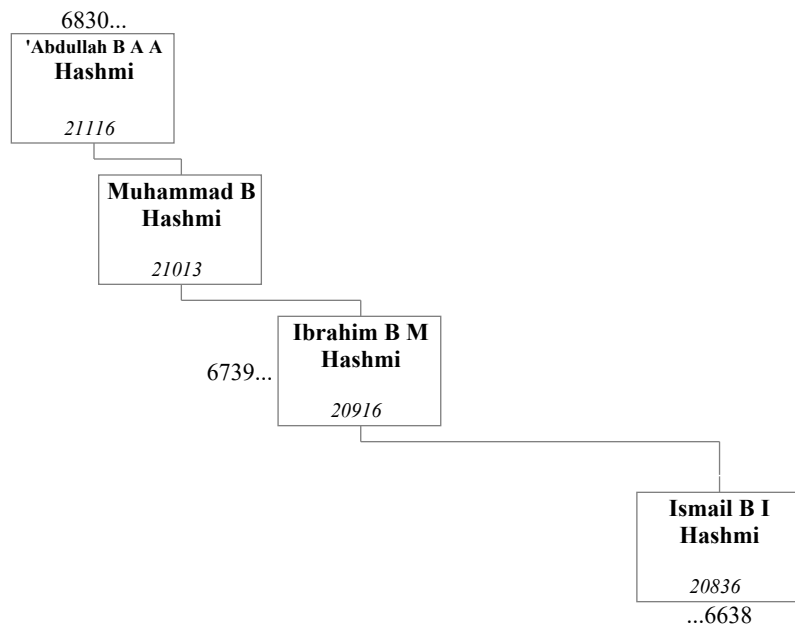 6830...
'Abdullah B A A
Hashmi
21116
Muhammad B
Hashmi
21013
Ibrahim B M
Hashmi
6739...
20916
Ismail B I
Hashmi
20836
...6638